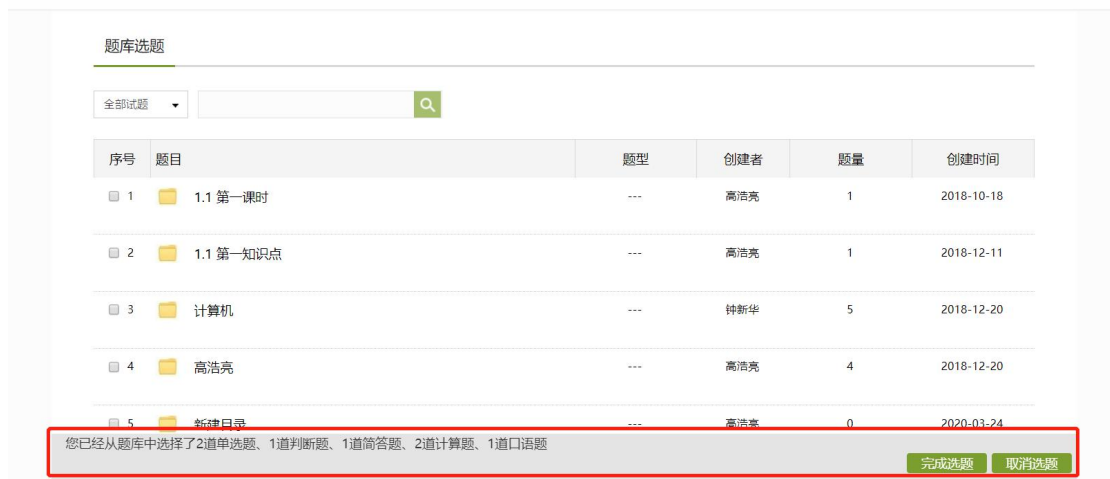 题库选题
全部试题
序号 题目 题型 创建者 题量 创建时间
1 1.1 第一课时 --- 高浩亮 1 2018-10-18
2 1.1 第一知识点 --- 高浩亮 1 2018-12-11
3 计算机 --- 钟新华 5 2018-12-20
4 高浩亮 --- 高浩亮 4 2018-12-20
5 新建目录 --- 高浩亮 0 2020-03-24
您已经从题库中选择了2道单选题、1道判断题、1道简答题、2道计算题、1道口语题
完成选题 取消选题